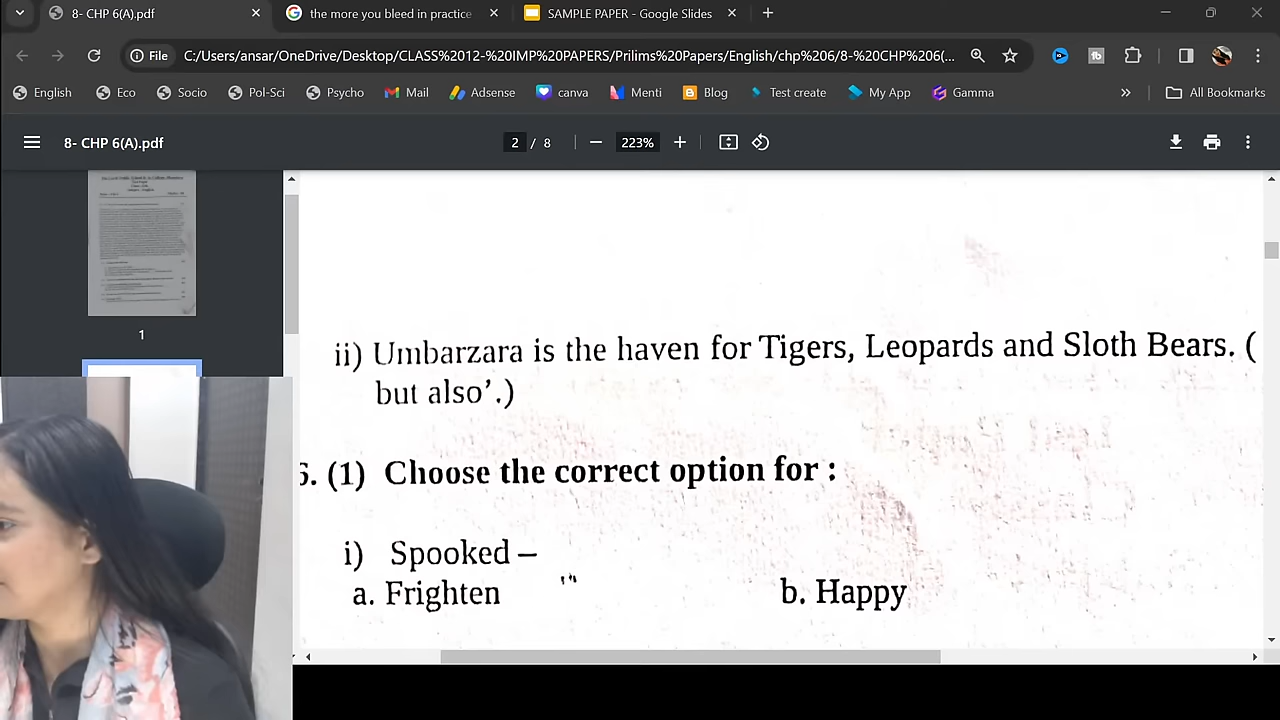 8- CHP 6(A).pdf
the more you bleed in practice
SAMPLE PAPER - Google Slides
File
C:/Users/ansar/OneDrive/Desktop/CLASS%2012-%20IMP%20PAPERS/Prilims%20Papers/English/chp%206/8-%20CHP%206(...
English
Eco
Socio
Pol-Sci
Psycho
Mail
Adsense
canva
Menti
Blog
Test create
My App
Gamma
All Bookmarks
8- CHP 6(A).pdf
2 / 8
223%
1
ii) Umbarzara is the haven for Tigers, Leopards and Sloth Bears. (
but also’.)
6. (1) Choose the correct option for :
i) Spooked –
a. Frighten b. Happy